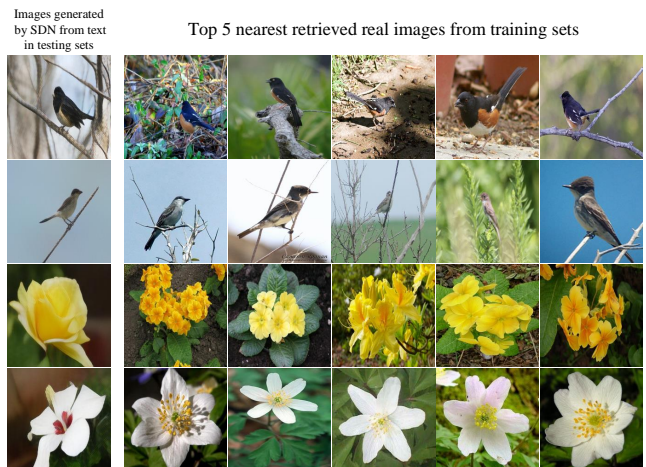 Images generated
by SDN from text
in testing sets
Top 5 nearest retrieved real images from training sets